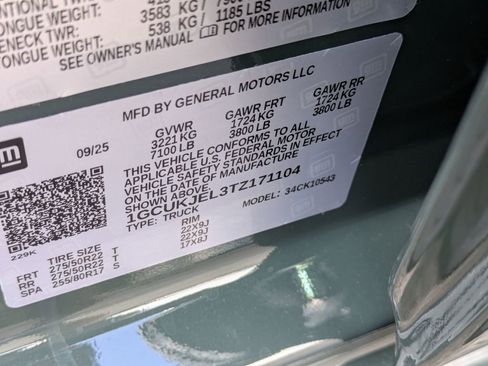 3583 KG /
TONGUE WEIGHT:
538 KG / 1185 LBS
SEE OWNER'S MANUAL FOR MORE INFORMATION
gm
MFD BY GENERAL MOTORS LLC
09/25 GVWR GAWR FRT GAWR RR
3221 KG 1724 KG 1724 KG
7100 LB 3800 LB 3800 LB
THIS VEHICLE CONFORMS TO ALL
APPLICABLE U.S. FEDERAL MOTOR
VEHICLE SAFETY STANDARDS IN EFFECT
ON THE DATE OF MANUFACTURE
SHOWN ABOVE.
1GCUKJEL3TZ171104
TYPE: TRUCK MODEL: 34CK10543
229K
TIRE SIZE RIM
FRT 275/50R22 T 22X9J
RR 275/50R22 T 22X9J
SPA 255/80R17 S 17X8J